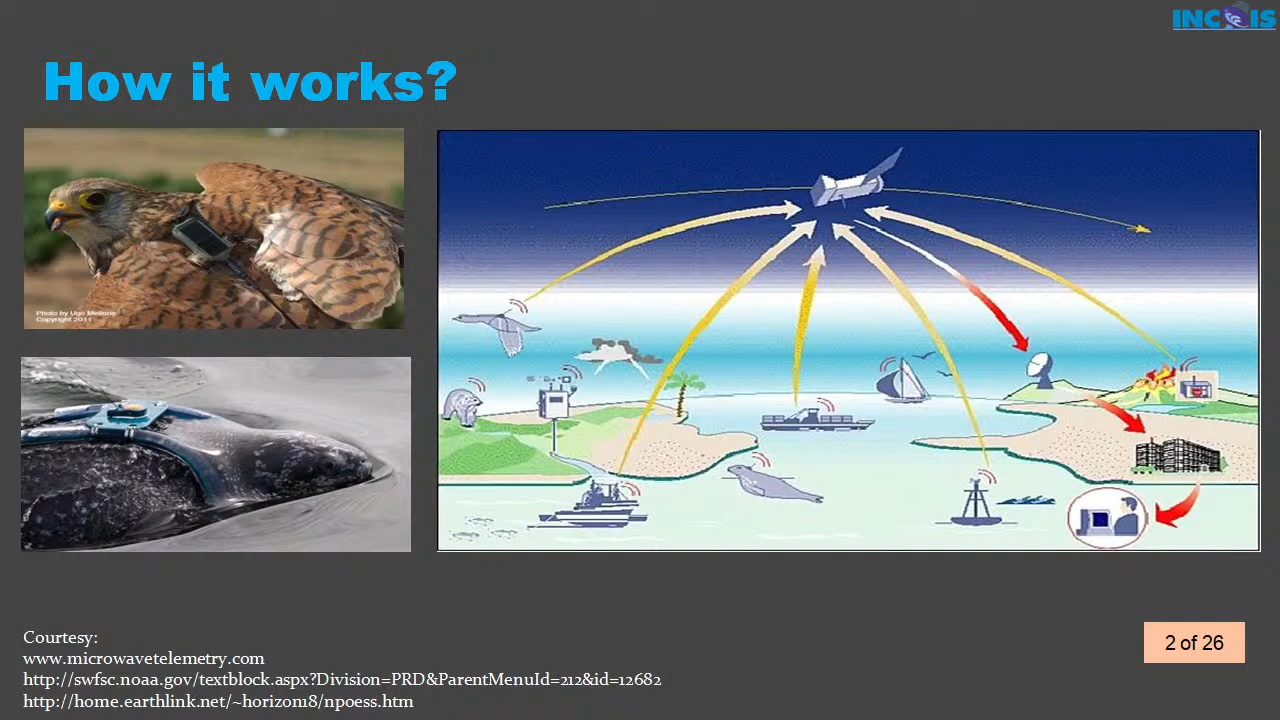 INCOIS
How it works?
Photo by Ugo Mellone
Copyright 2011
Courtesy:
www.microwavetelemetry.com
http://swfsc.noaa.gov/textblock.aspx?Division=PRD&ParentMenuId=212&id=12682
http://home.earthlink.net/~horizon18/npoess.htm
2 of 26